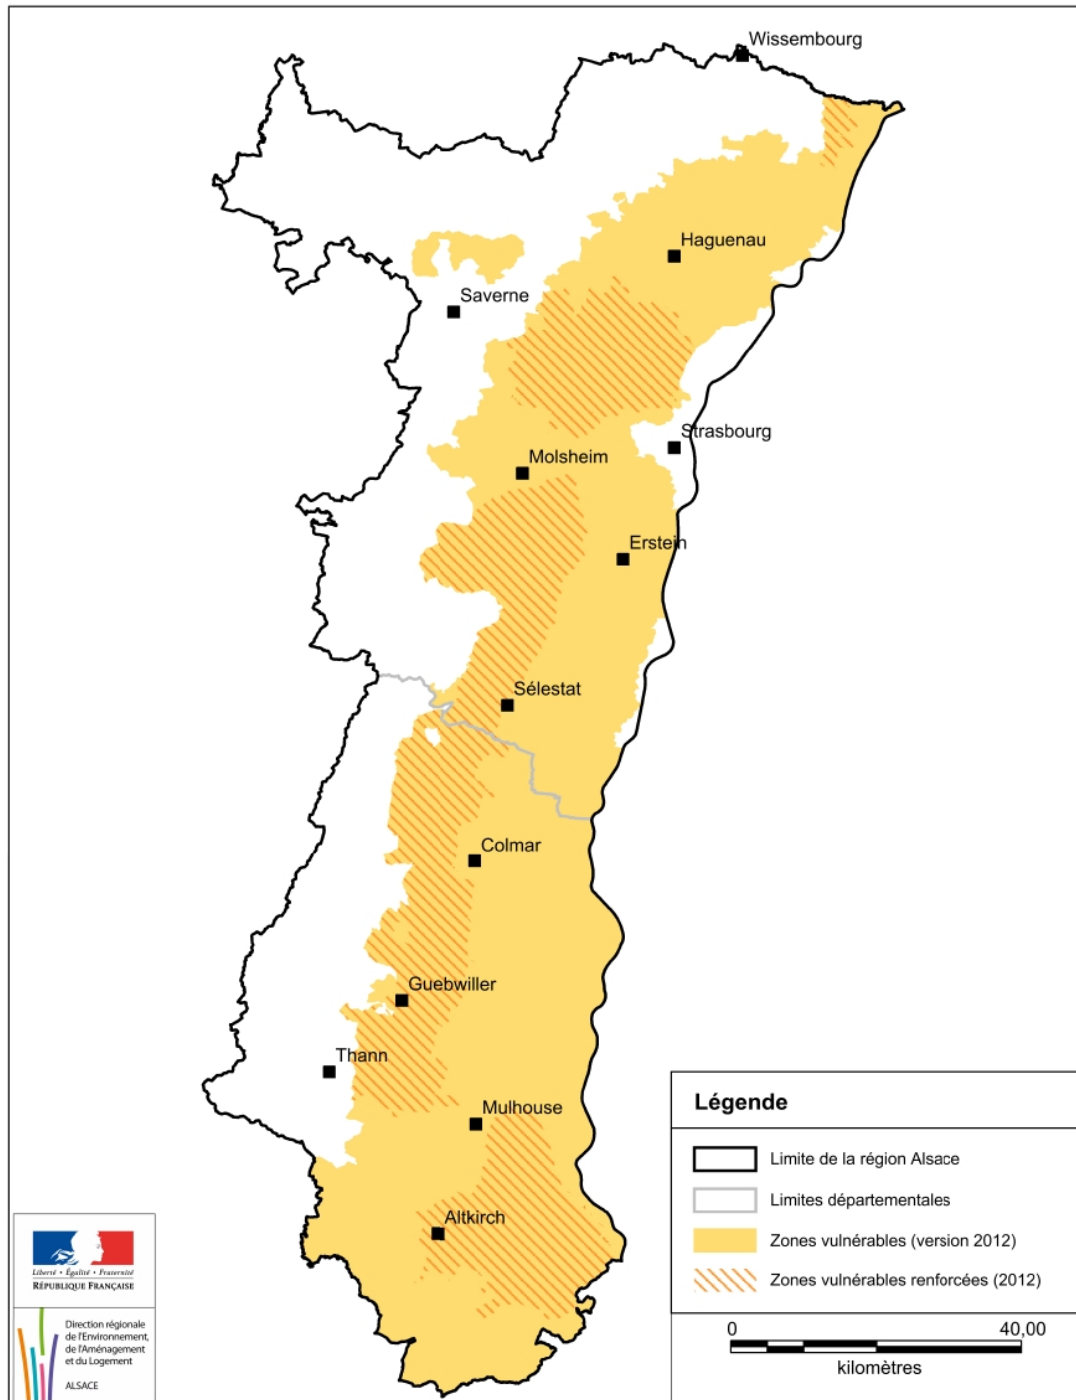 Wissembourg
Haguenau
Saverne
Strasbourg
Molsheim
Erstein
Sélestat
Colmar
Guebwiller
Thann
Mulhouse
Altkirch
Légende
Limite de la région Alsace
Limites départementales
Zones vulnérables (version 2012)
Zones vulnérables renforcées (2012)
0 40,00
kilomètres
Liberté • Égalité • Fraternité
RÉPUBLIQUE FRANÇAISE
Direction régionale
de l'Environnement,
de l'Aménagement
et du Logement
ALSACE